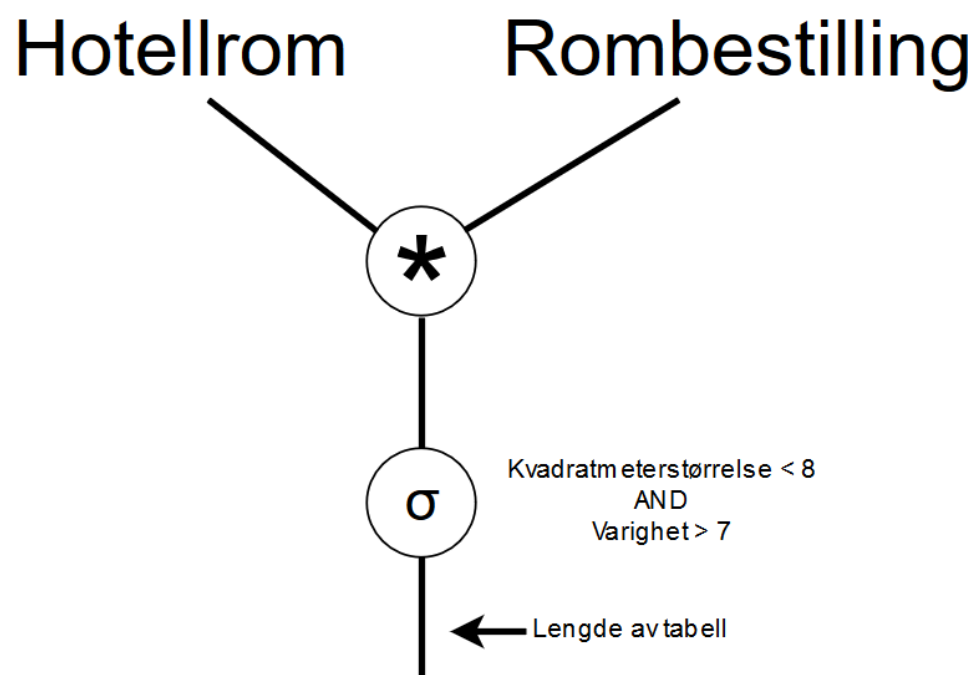 Hotellrom
Rombestilling
*
σ
Kvadratmeterstørrelse < 8
AND
Varighet > 7
Lengde av tabell